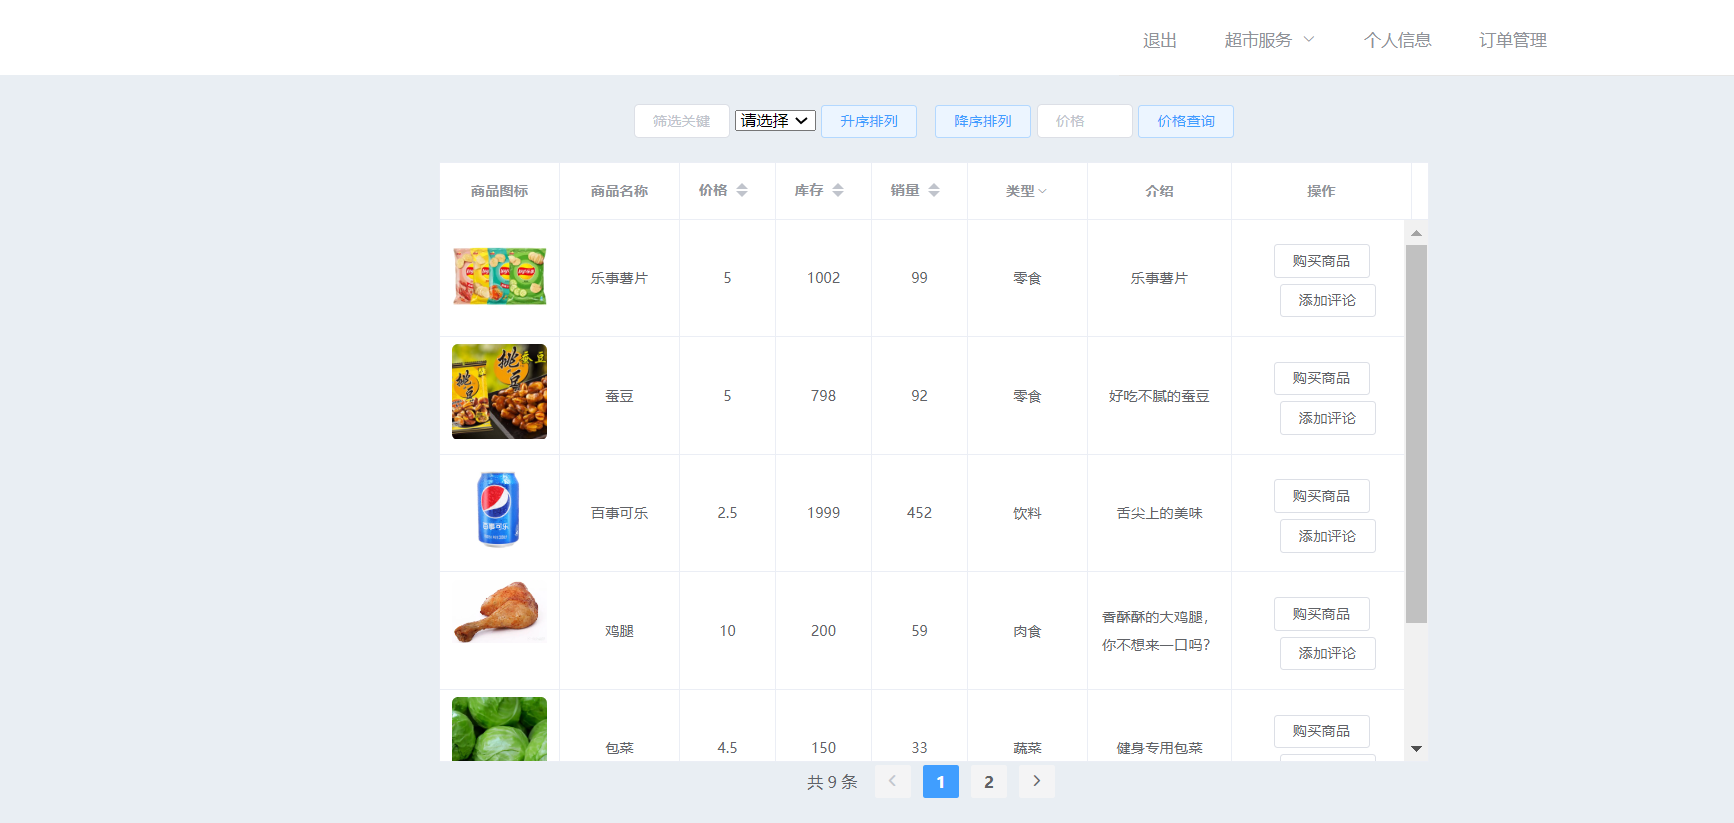 退出 超市服务 个人信息 订单管理
筛选关键 请选择 升序排列 降序排列 价格 价格查询
商品图标 商品名称 价格 库存 销量 类型 介绍 操作
乐事薯片 5 1002 99 零食 乐事薯片 购买商品
添加评论
挑 蚕豆
挑豆
蚕豆 5 798 92 零食 好吃不腻的蚕豆 购买商品
添加评论
百事可乐
百事可乐 2.5 1999 452 饮料 舌尖上的美味 购买商品
添加评论
鸡腿 10 200 59 肉食 香酥酥的大鸡腿，
你不想来一口吗？ 购买商品
添加评论
包菜 4.5 150 33 蔬菜 健身专用包菜 购买商品
共 9 条 1 2